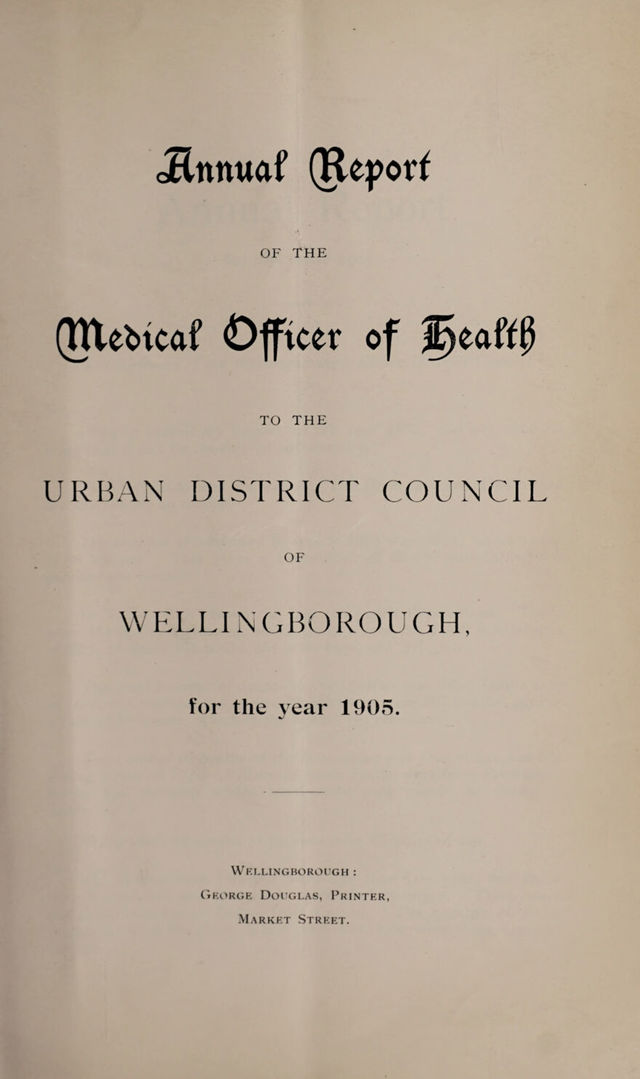 Annual Report
OF THE
Medical Officer of Health
TO THE
URBAN DISTRICT COUNCIL
OF
WELLINGBOROUGH,
for the year 1905.
WELLINGBOROUGH :
GEORGE DOUGLAS, PRINTER,
MARKET STREET.